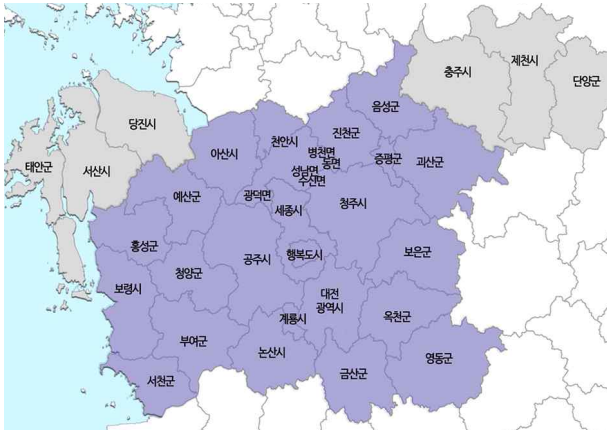 제천시
충주시
단양군
음성군
당진시
진천군
천안시
병천면
아산시
동면
증평군
괴산군
태안군
서산시
성남면
수신면
예산군
광덕면
청주시
세종시
홍성군
보은군
행복도시
공주시
청양군
보령시
대전
광역시
계룡시
옥천군
부여군
논산시
영동군
금산군
서천군